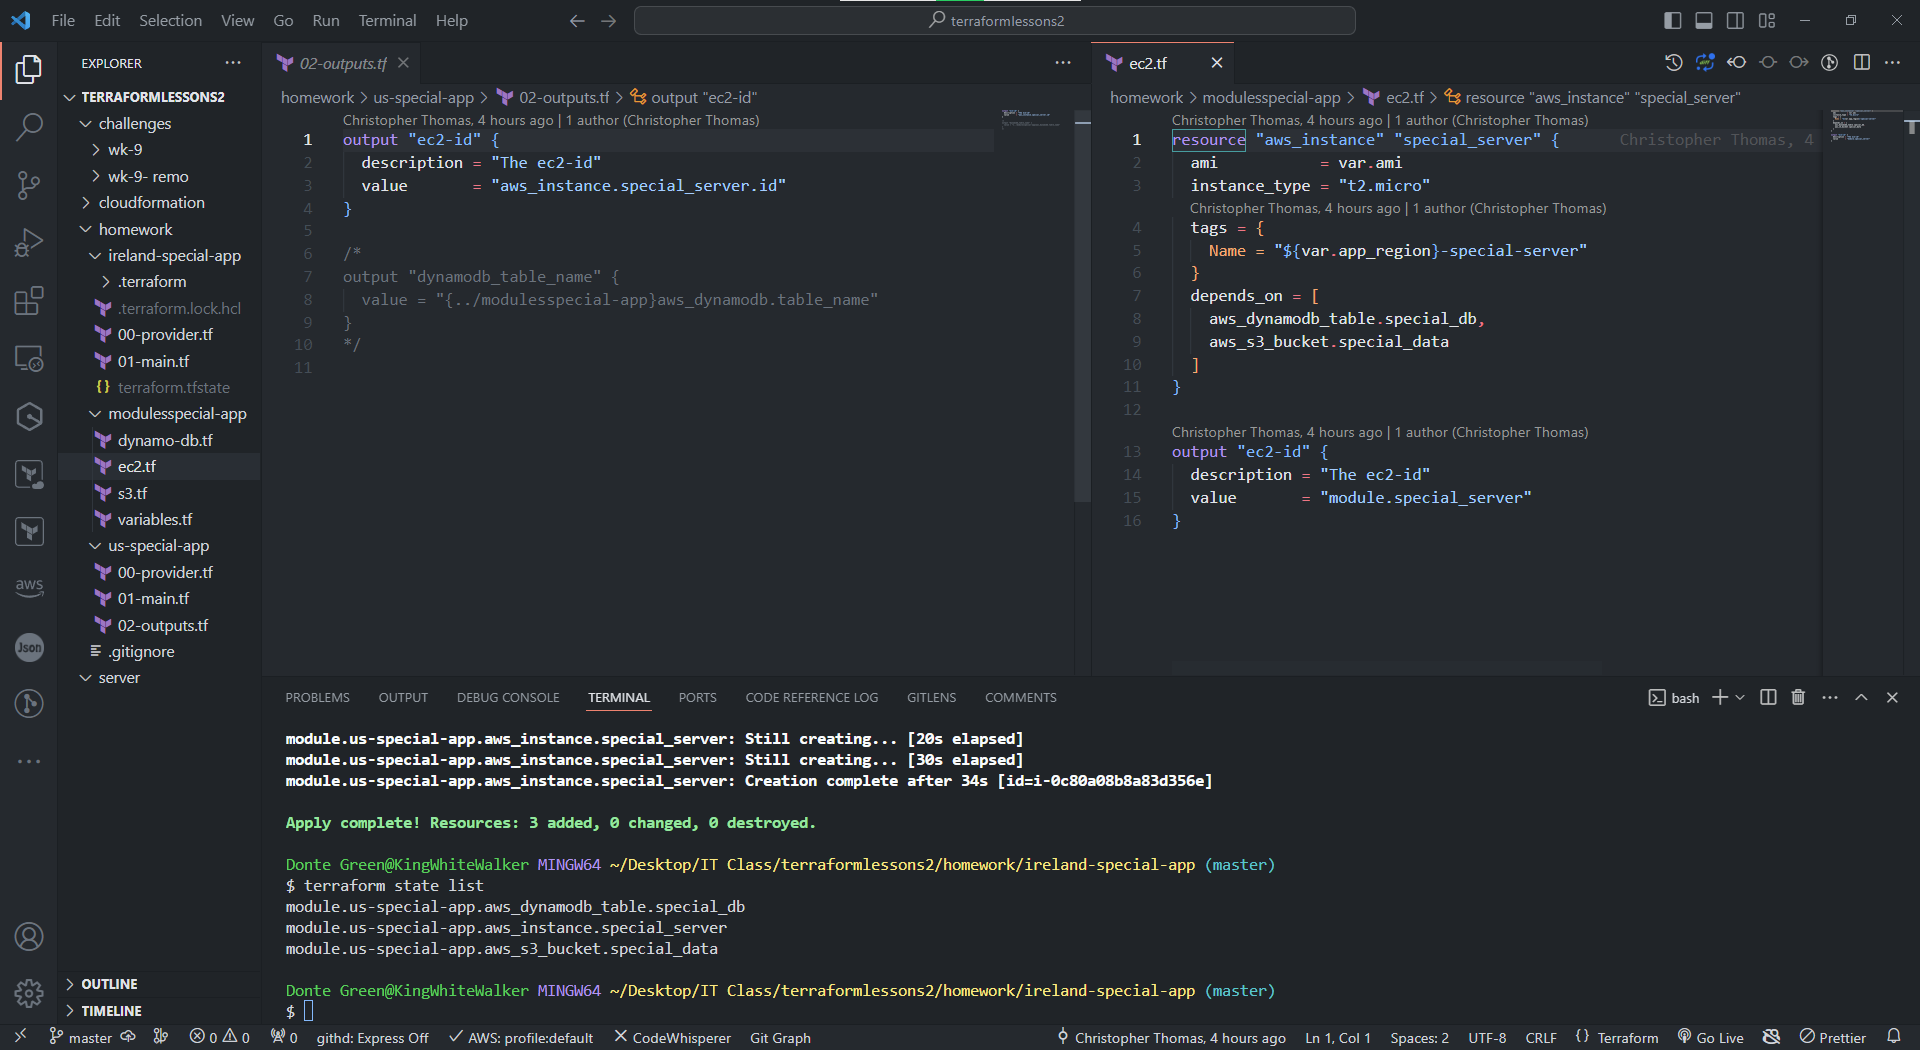 File Edit Selection View Go Run Terminal Help
terraformlessons2
EXPLORER
TERRAFORMLESSONS2
challenges
wk-9
wk-9- remo
cloudformation
homework
ireland-special-app
.terraform
.terraform.lock.hcl
00-provider.tf
01-main.tf
{} terraform.tfstate
modulesspecial-app
dynamo-db.tf
ec2.tf
s3.tf
variables.tf
us-special-app
00-provider.tf
01-main.tf
02-outputs.tf
.gitignore
server
OUTLINE
TIMELINE
aws
Json
02-outputs.tf
homework > us-special-app > 02-outputs.tf > output "ec2-id"
Christopher Thomas, 4 hours ago | 1 author (Christopher Thomas)
1 output "ec2-id" {
2 description = "The ec2-id"
3 value = "aws_instance.special_server.id"
4 }
5
6 /*
7 output "dynamodb_table_name" {
8 value = "{../modulesspecial-app}aws_dynamodb.table_name"
9 }
10 */
11
ec2.tf
homework > modulesspecial-app > ec2.tf > resource "aws_instance" "special_server"
Christopher Thomas, 4 hours ago | 1 author (Christopher Thomas)
1 resource "aws_instance" "special_server" { Christopher Thomas, 4
2 ami = var.ami
3 instance_type = "t2.micro"
Christopher Thomas, 4 hours ago | 1 author (Christopher Thomas)
4 tags = {
5 Name = "${var.app_region}-special-server"
6 }
7 depends_on = [
8 aws_dynamodb_table.special_db,
9 aws_s3_bucket.special_data
10 ]
11 }
12
Christopher Thomas, 4 hours ago | 1 author (Christopher Thomas)
13 output "ec2-id" {
14 description = "The ec2-id"
15 value = "module.special_server"
16 }
PROBLEMS OUTPUT DEBUG CONSOLE TERMINAL PORTS CODE REFERENCE LOG GITLENS COMMENTS
bash
module.us-special-app.aws_instance.special_server: Still creating... [20s elapsed]
module.us-special-app.aws_instance.special_server: Still creating... [30s elapsed]
module.us-special-app.aws_instance.special_server: Creation complete after 34s [id=i-0c80a08b8a83d356e]
Apply complete! Resources: 3 added, 0 changed, 0 destroyed.
Donte Green@KingWhiteWalker MINGW64 ~/Desktop/IT Class/terraformlessons2/homework/ireland-special-app (master)
$ terraform state list
module.us-special-app.aws_dynamodb_table.special_db
module.us-special-app.aws_instance.special_server
module.us-special-app.aws_s3_bucket.special_data
Donte Green@KingWhiteWalker MINGW64 ~/Desktop/IT Class/terraformlessons2/homework/ireland-special-app (master)
$
master 0 0 0 githd: Express Off AWS: profile:default CodeWhisperer Git Graph Christopher Thomas, 4 hours ago Ln 1, Col 1 Spaces: 2 UTF-8 CRLF {} Terraform Go Live Prettier